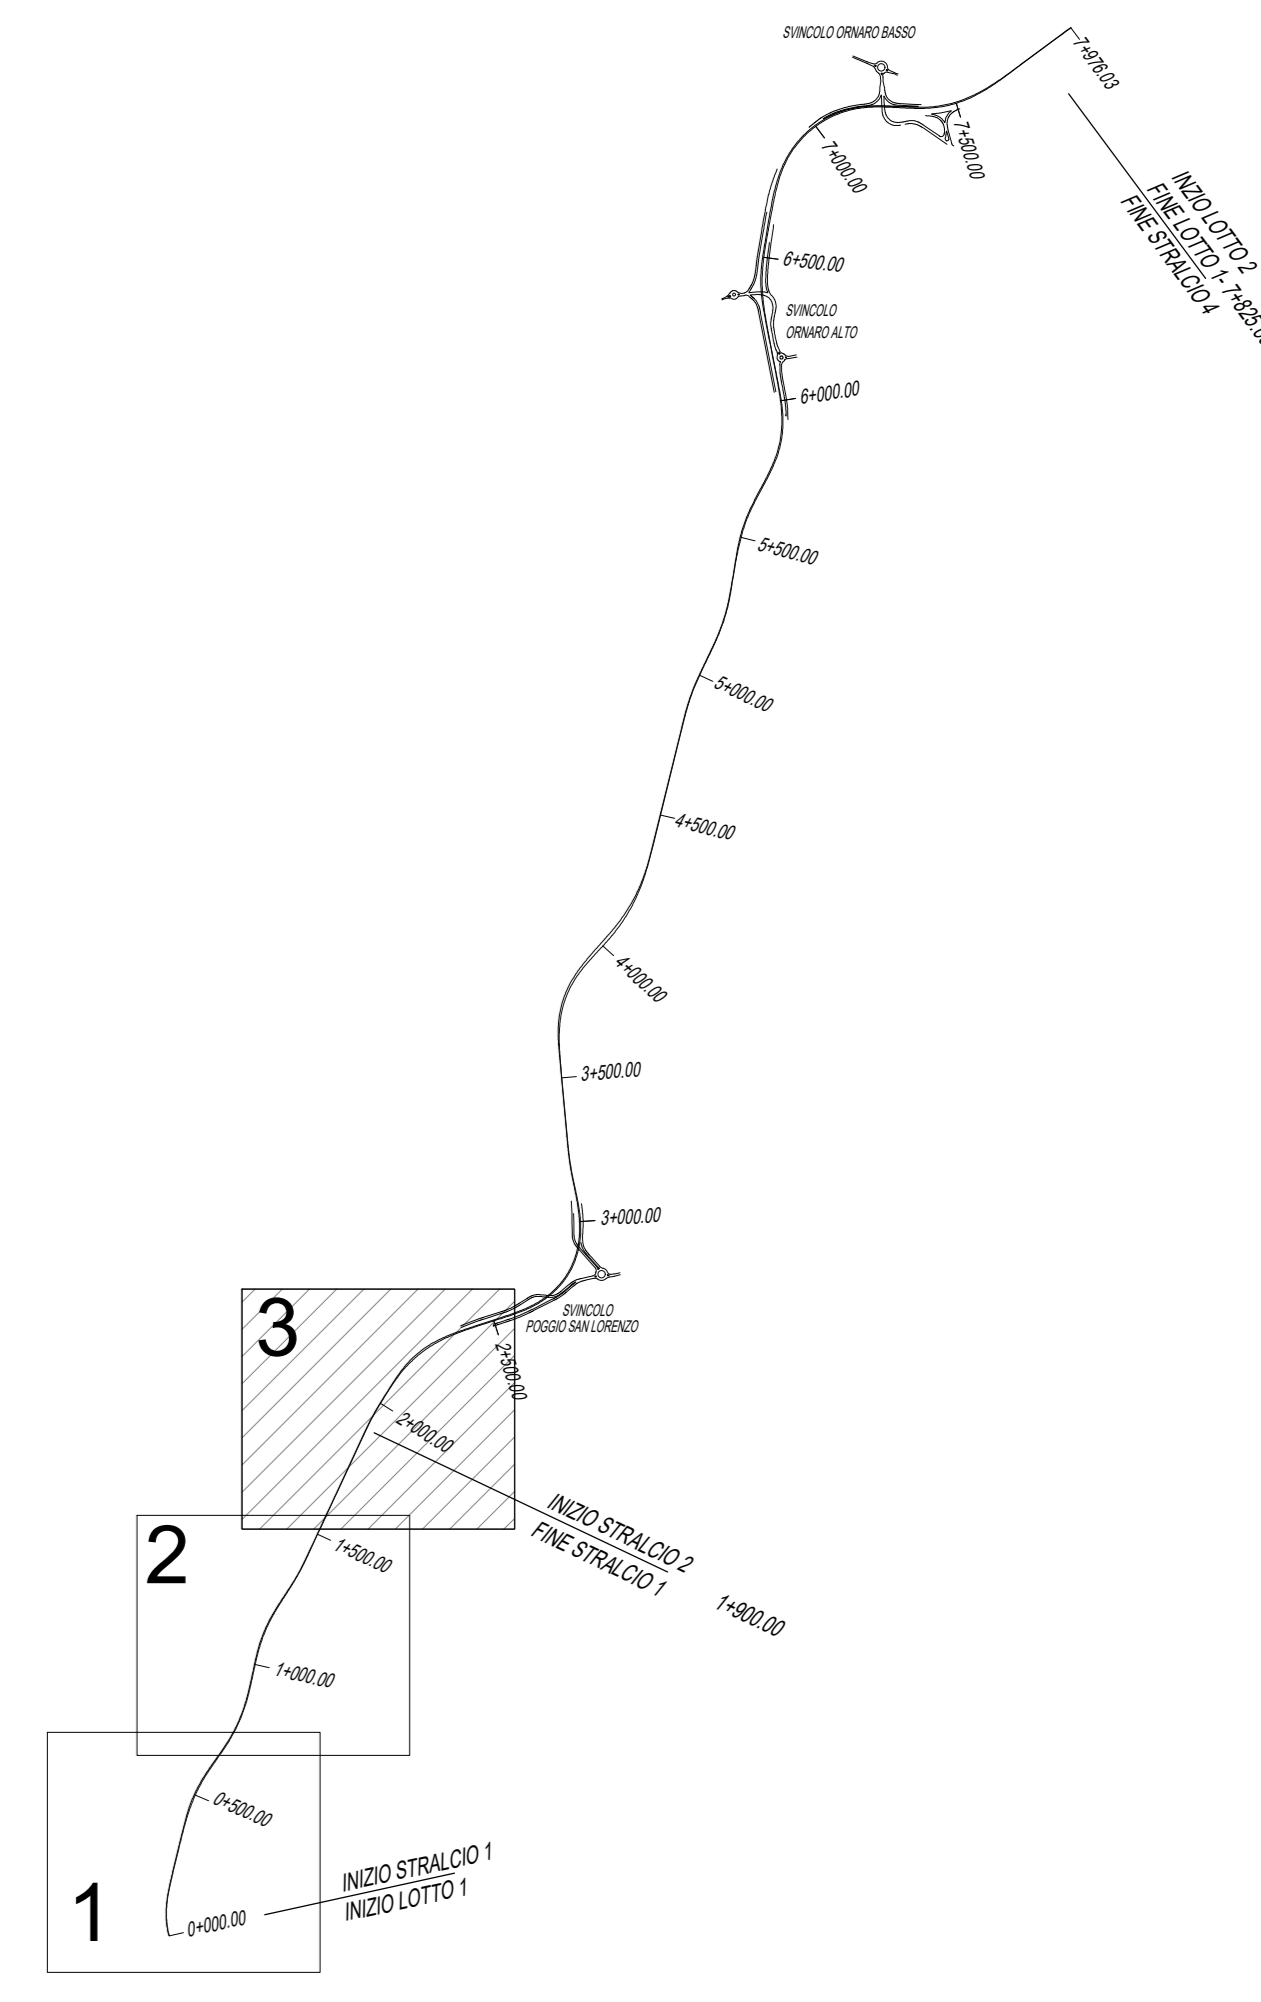 SVINCOLO ORNARO BASSO
7+976.03
7+500.00
7+000.00
INZIO LOTTO 2
FINE LOTTO 1- 7+825.
FINE STRALCIO 4
6+500.00
SVINCOLO
ORNARO ALTO
6+000.00
5+500.00
5+000.00
4+500.00
4+000.00
3+500.00
3+000.00
SVINCOLO
POGGIO SAN LORENZO
3
2+500.00
2+000.00
INIZIO STRALCIO 2
FINE STRALCIO 1
1+900.00
2
1+500.00
1+000.00
0+500.00
1
INIZIO STRALCIO 1
INIZIO LOTTO 1
0+000.00